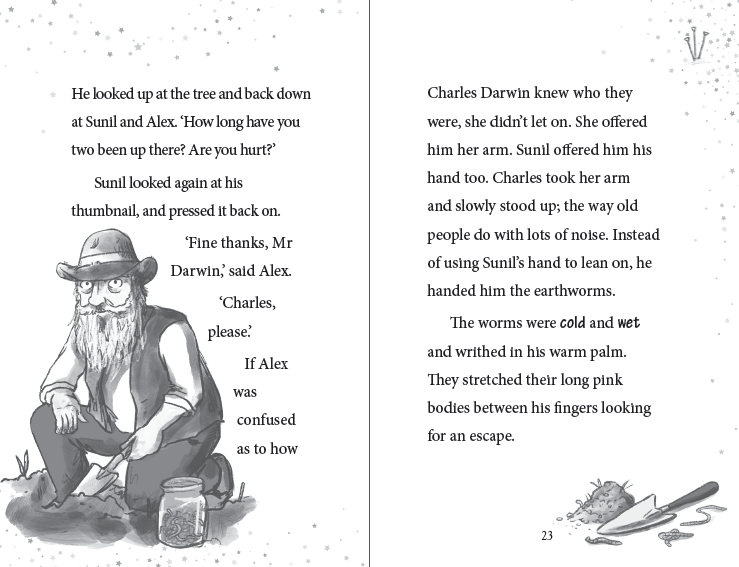 He looked up at the tree and back down
at Sunil and Alex. ‘How long have you
two been up there? Are you hurt?’
Sunil looked again at his
thumbnail, and pressed it back on.
‘Fine thanks, Mr
Darwin,’ said Alex.
‘Charles,
please.’
If Alex
was
confused
as to how
Charles Darwin knew who they
were, she didn’t let on. She offered
him her arm. Sunil offered him his
hand too. Charles took her arm
and slowly stood up; the way old
people do with lots of noise. Instead
of using Sunil’s hand to lean on, he
handed him the earthworms.
The worms were cold and wet
and writhed in his warm palm.
They stretched their long pink
bodies between his fingers looking
for an escape.
23